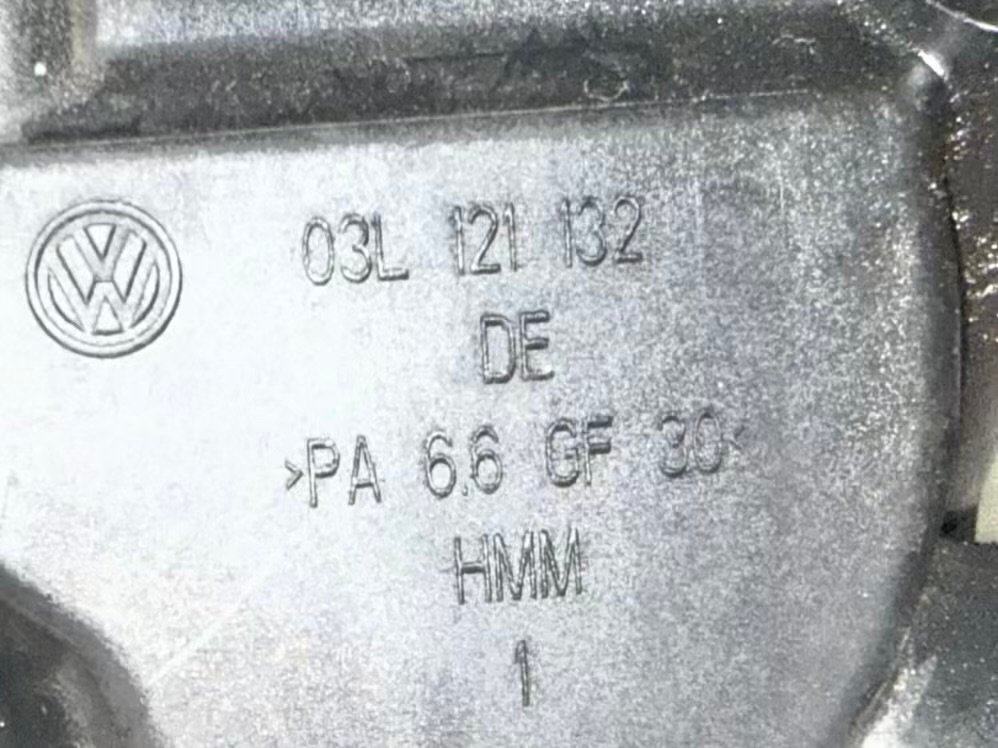 03L 121 132
DE
>PA 6.6 GF 30<
HMM
1